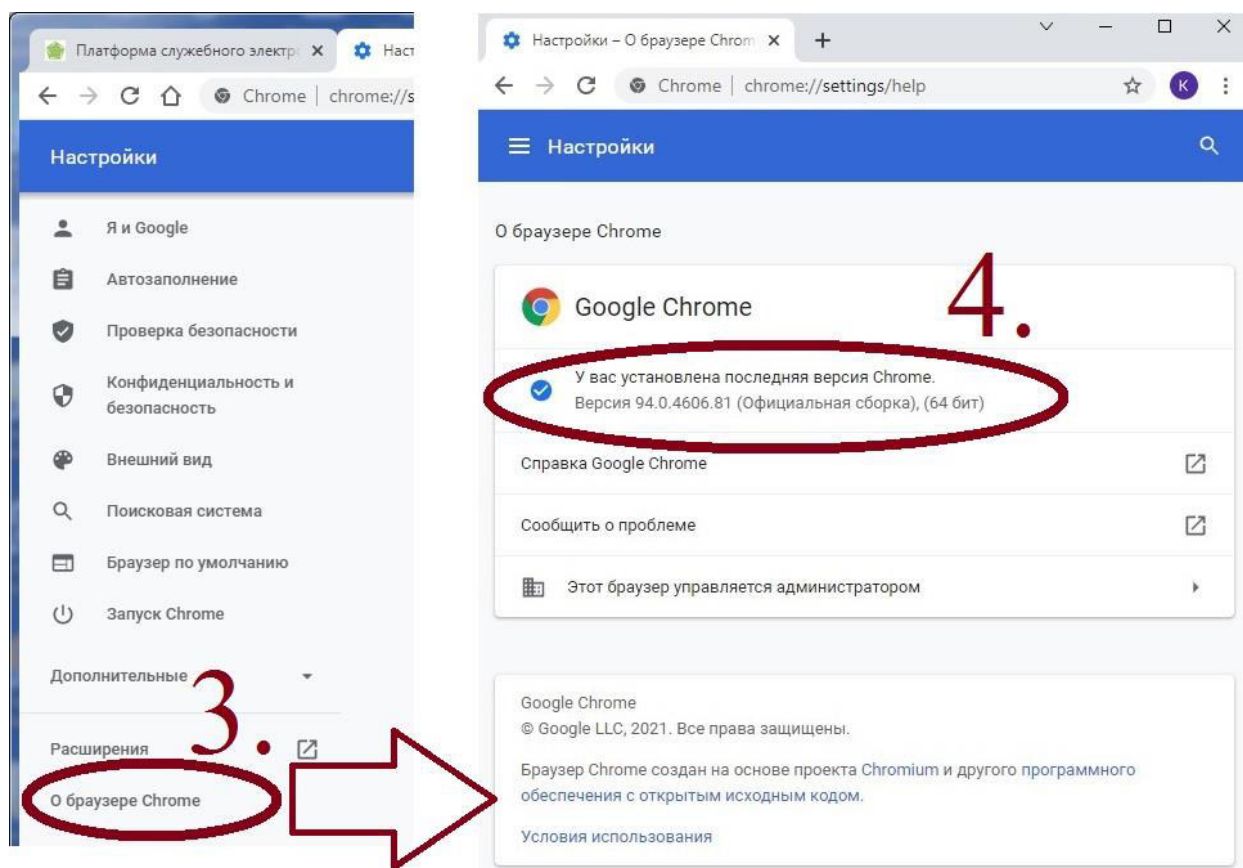 Платформа служебного электр
Наст
Chrome | chrome://s
Настройки
Я и Google
Автозаполнение
Проверка безопасности
Конфиденциальность и
безопасность
Внешний вид
Поисковая система
Браузер по умолчанию
Запуск Chrome
Дополнительные
3.
Расширения
О браузере Chrome
Настройки – О браузере Chrom
Chrome | chrome://settings/help
K
Настройки
О браузере Chrome
4.
Google Chrome
У вас установлена последняя версия Chrome.
Версия 94.0.4606.81 (Официальная сборка), (64 бит)
Справка Google Chrome
Сообщить о проблеме
Этот браузер управляется администратором
Google Chrome
© Google LLC, 2021. Все права защищены.
Браузер Chrome создан на основе проекта Chromium и другого программного
обеспечения с открытым исходным кодом.
Условия использования